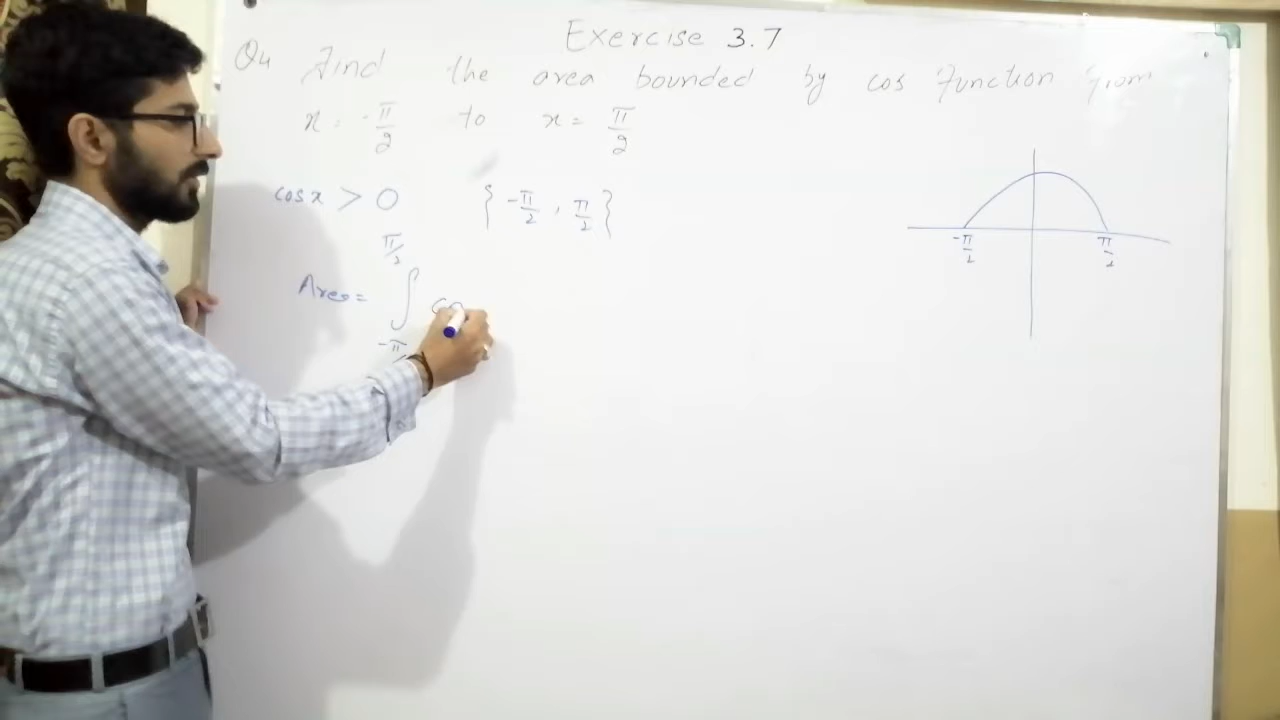 Exercise 3.7
Q4 Find the area bounded by cos function from
x = -π/2 to x = π/2
cos x > 0 { -π/2 , π/2 }
Area = ∫ π/2 -π co
-π/2 π/2